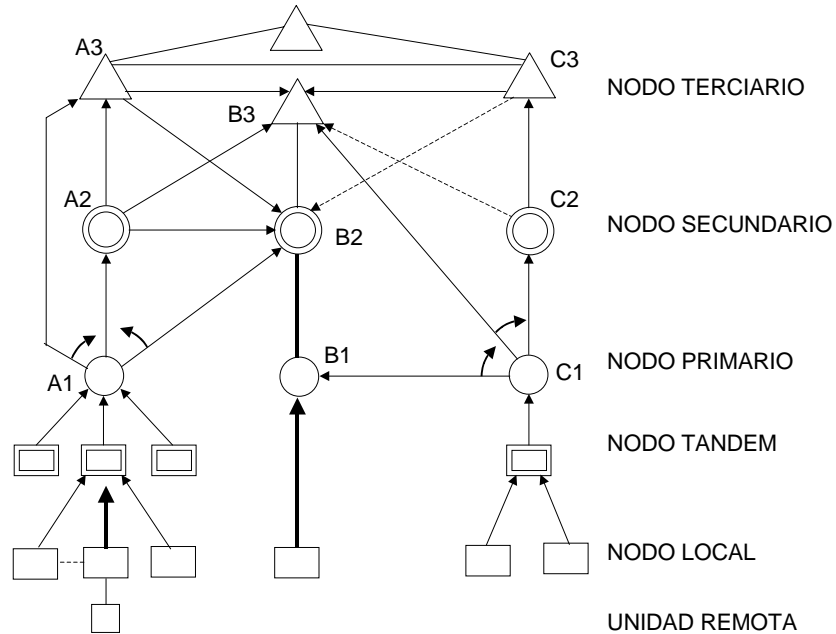 A3
C3
NODO TERCIARIO
B3
A2
C2
NODO SECUNDARIO
B2
B1
NODO PRIMARIO
A1
C1
NODO TANDEM
NODO LOCAL
UNIDAD REMOTA